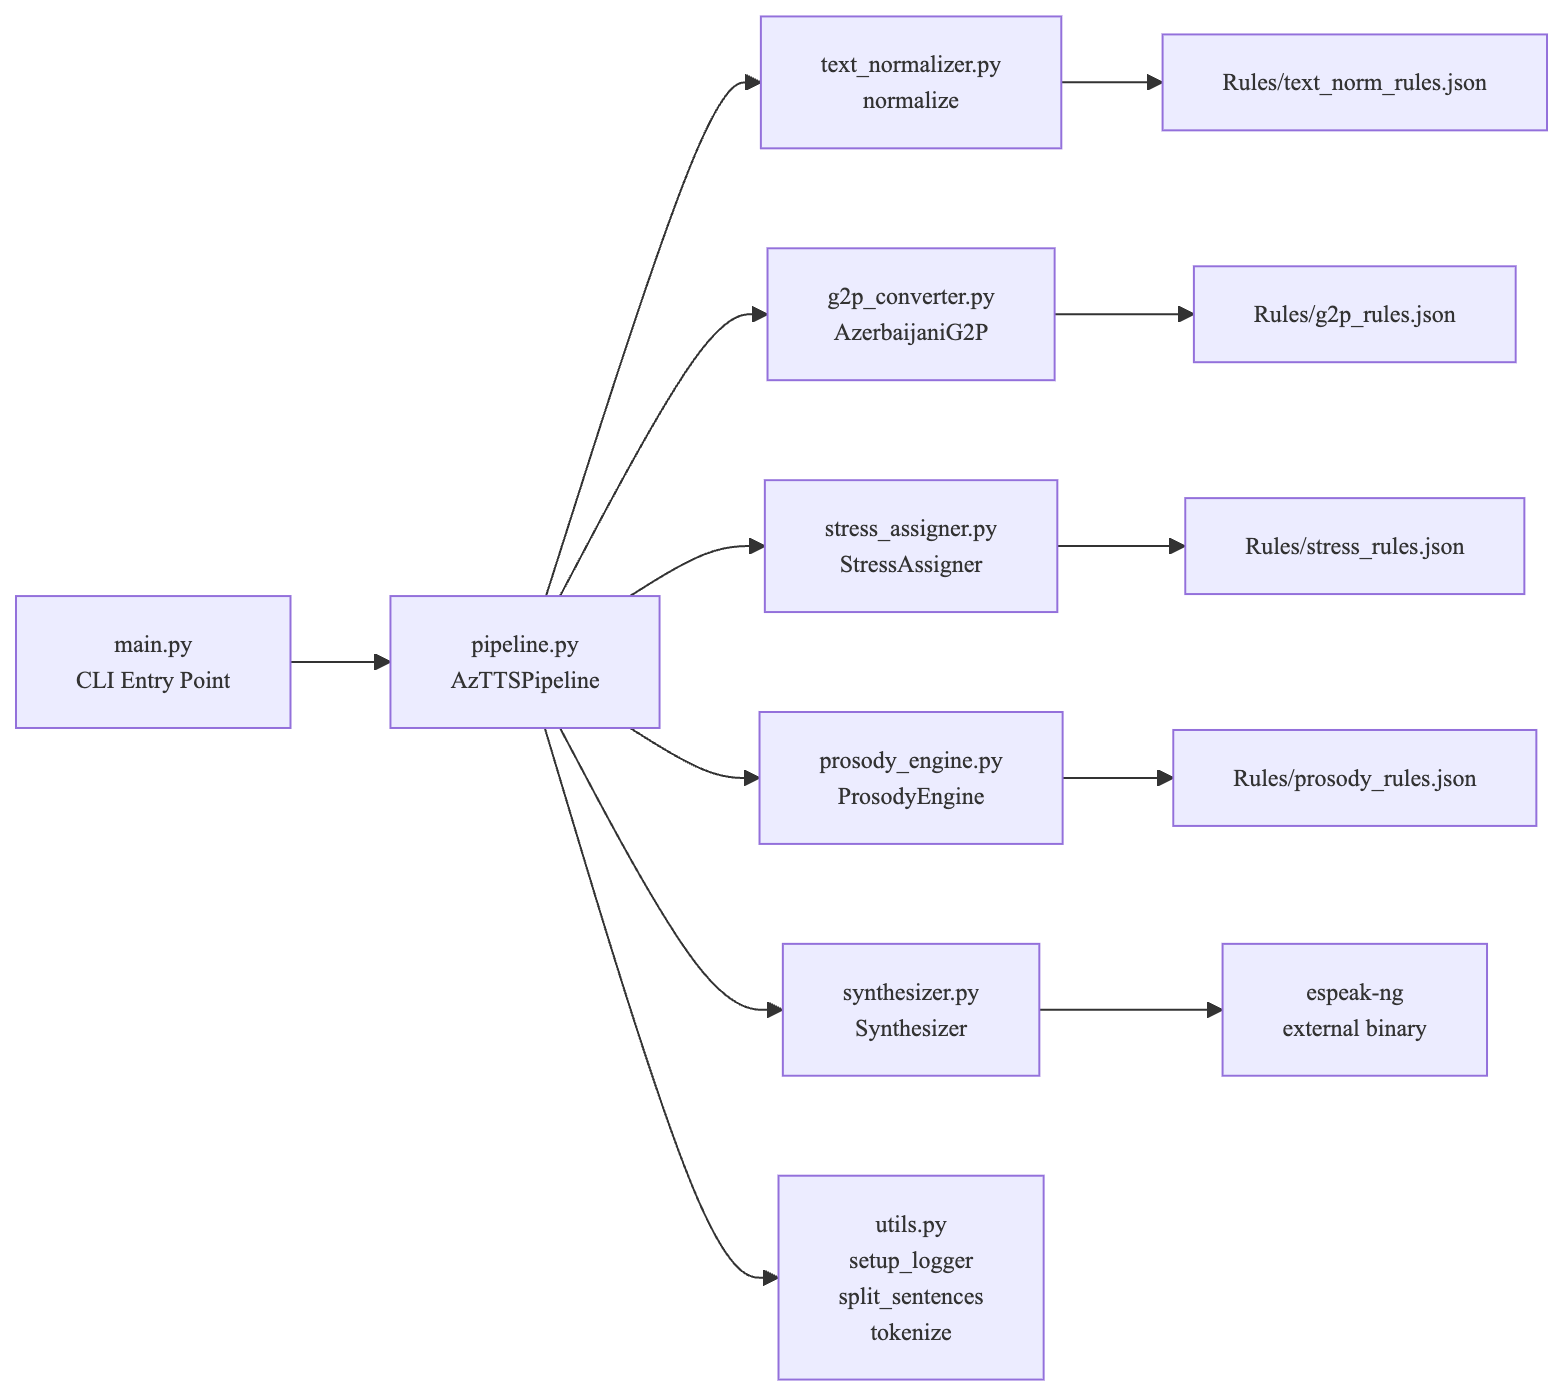 main.py
CLI Entry Point
pipeline.py
AzTTSPipeline
text_normalizer.py
normalize
Rules/text_norm_rules.json
g2p_converter.py
AzerbaijaniG2P
Rules/g2p_rules.json
stress_assigner.py
StressAssigner
Rules/stress_rules.json
prosody_engine.py
ProsodyEngine
Rules/prosody_rules.json
synthesizer.py
Synthesizer
espeak-ng
external binary
utils.py
setup_logger
split_sentences
tokenize